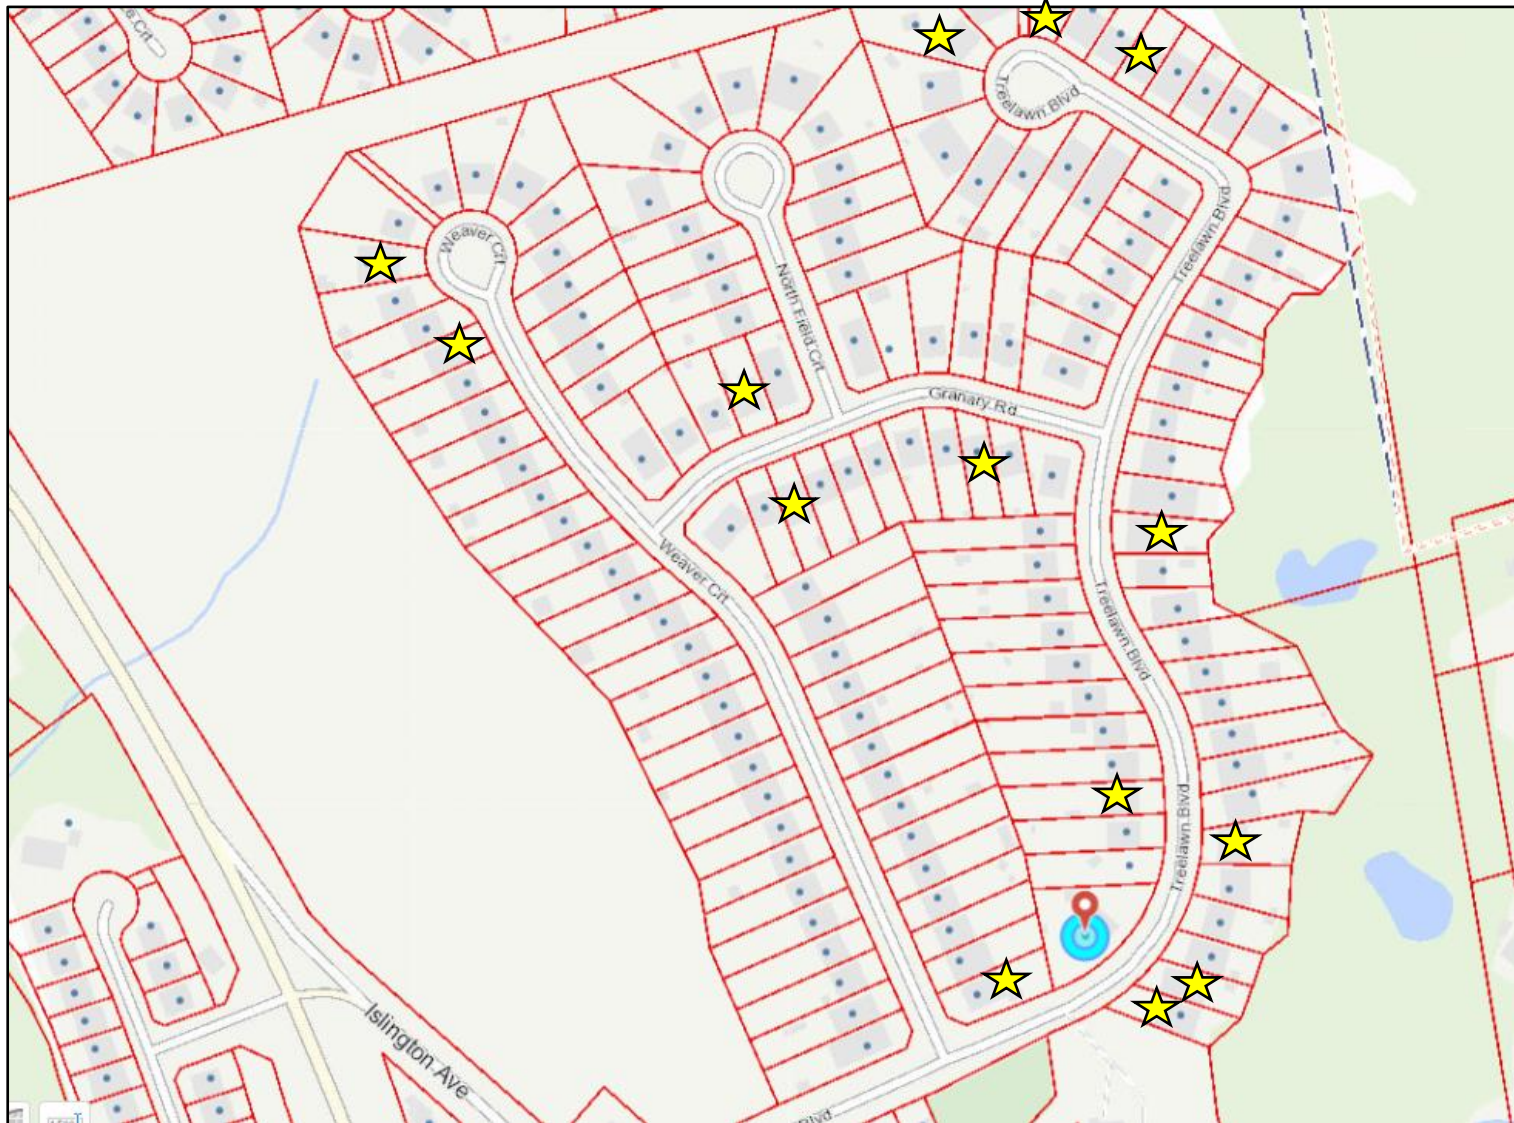 Treelawn Blvd
Weaver Crt
North Field Crt
Treelawn.Blvd
Granary Rd
Weaver Crt
Treelawn.Blvd
Treelawn.Blvd
Islington Ave
Blvd